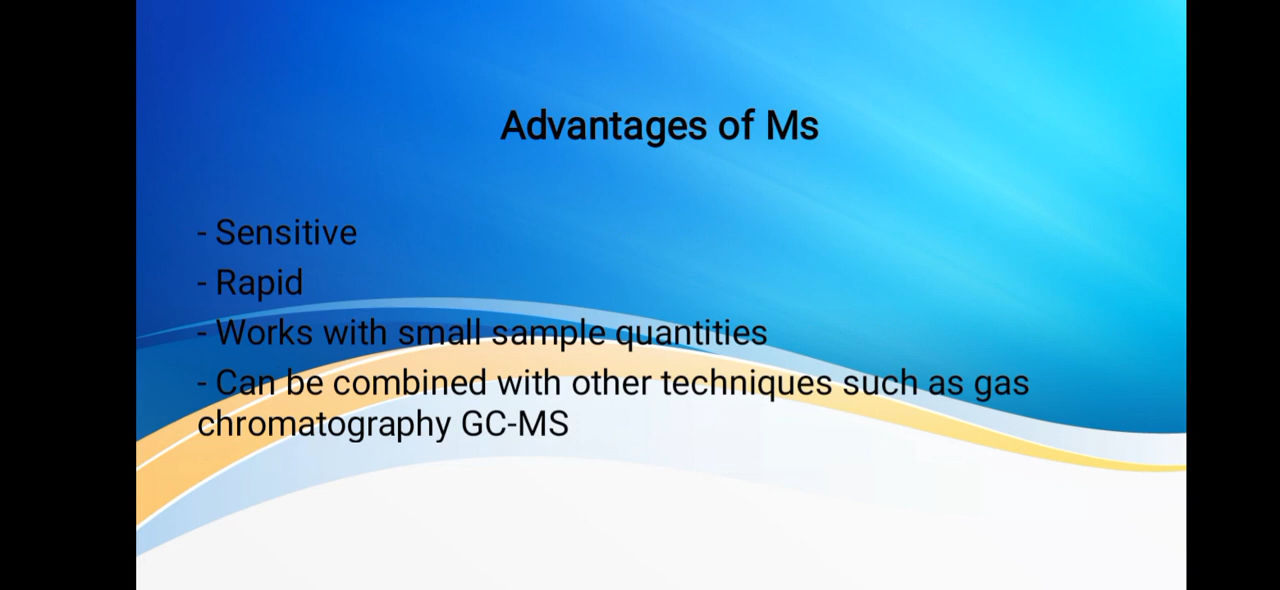 Advantages of Ms
- Sensitive
- Rapid
- Works with small sample quantities
- Can be combined with other techniques such as gas
chromatography GC-MS